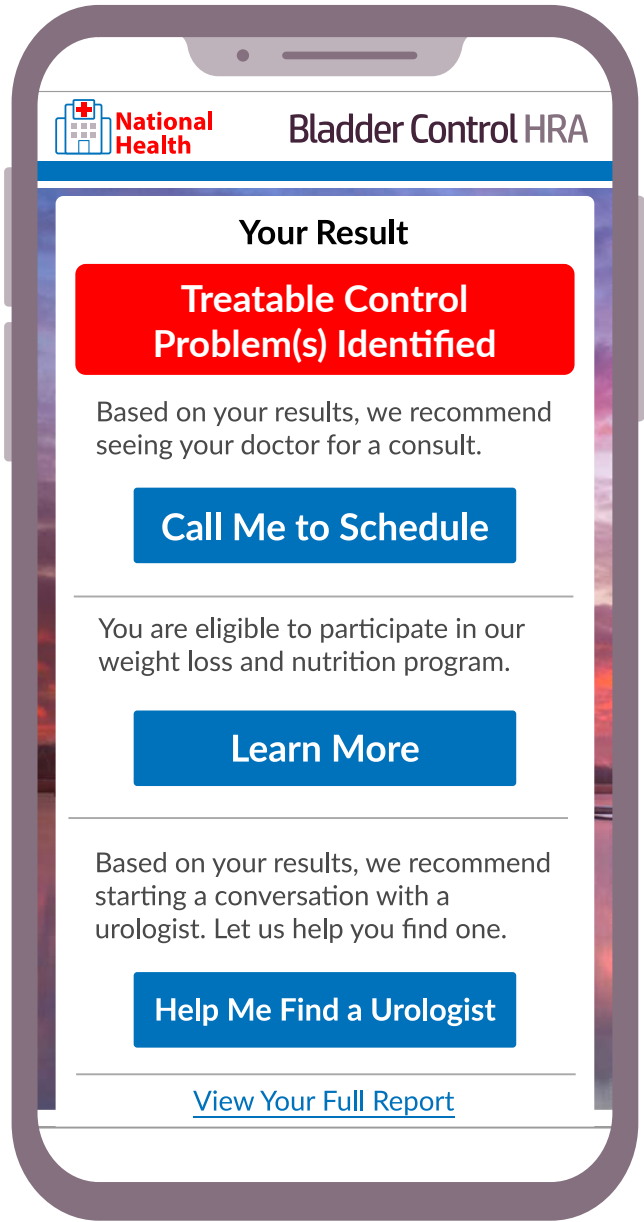 National
Health
Bladder Control HRA
Your Result
Treatable Control
Problem(s) Identified
Based on your results, we recommend
seeing your doctor for a consult.
Call Me to Schedule
You are eligible to participate in our
weight loss and nutrition program.
Learn More
Based on your results, we recommend
starting a conversation with a
urologist. Let us help you find one.
Help Me Find a Urologist
View Your Full Report